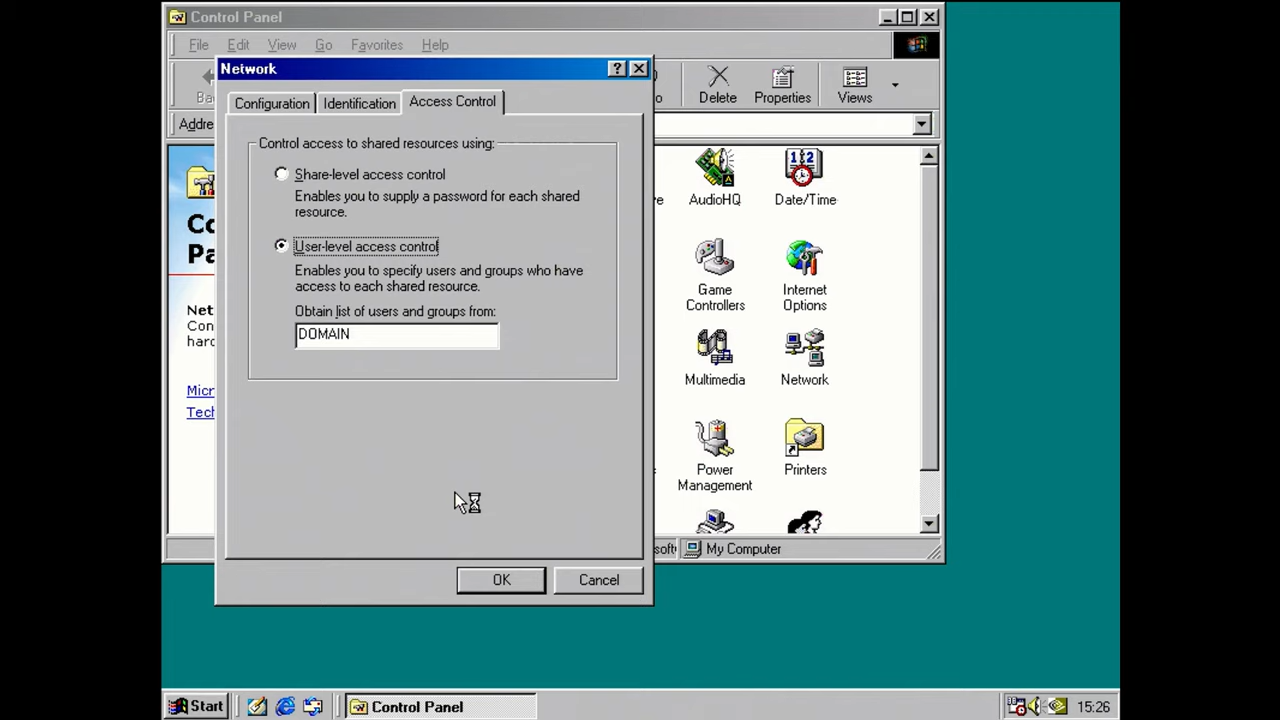 Control Panel
File Edit View Go Favorites Help
Network
Delete Properties Views
Configuration Identification Access Control
Control access to shared resources using:
Share-level access control
Enables you to supply a password for each shared
resource.
User-level access control
Enables you to specify users and groups who have
access to each shared resource.
Obtain list of users and groups from:
DOMAIN
OK Cancel
AudioHQ
Date/Time
Game
Controllers
Internet
Options
Multimedia
Network
Power
Management
Printers
My Computer
Start
Control Panel
15:26